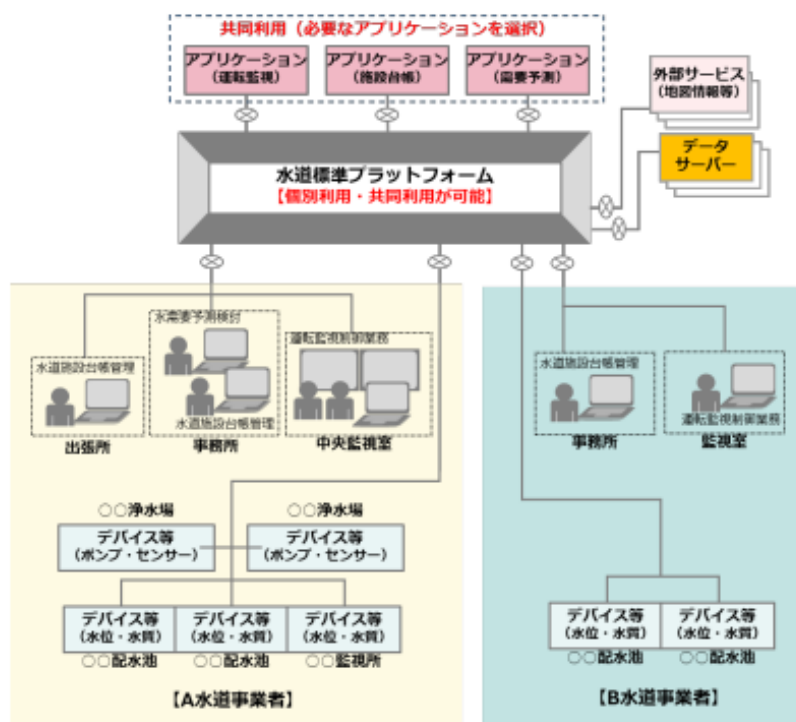 共同利用（必要なアプリケーションを選択）
アプリケーション
（運転監視）
アプリケーション
（施設台帳）
アプリケーション
（需要予測）
外部サービス
（地図情報等）
データ
サーバー
水道標準プラットフォーム
【個別利用・共同利用が可能】
水道施設台帳管理
出張所
水需要予測検討
水道施設台帳管理
事務所
運転監視制御業務
中央監視室
水道施設台帳管理
事務所
運転監視制御業務
監視室
○○浄水場
デバイス等
（ポンプ・センサー）
○○浄水場
デバイス等
（ポンプ・センサー）
デバイス等
（水位・水質）
○○配水池
デバイス等
（水位・水質）
○○配水池
デバイス等
（水位・水質）
○○監視所
デバイス等
（水位・水質）
○○配水池
デバイス等
（水位・水質）
○○配水池
【A水道事業者】
【B水道事業者】